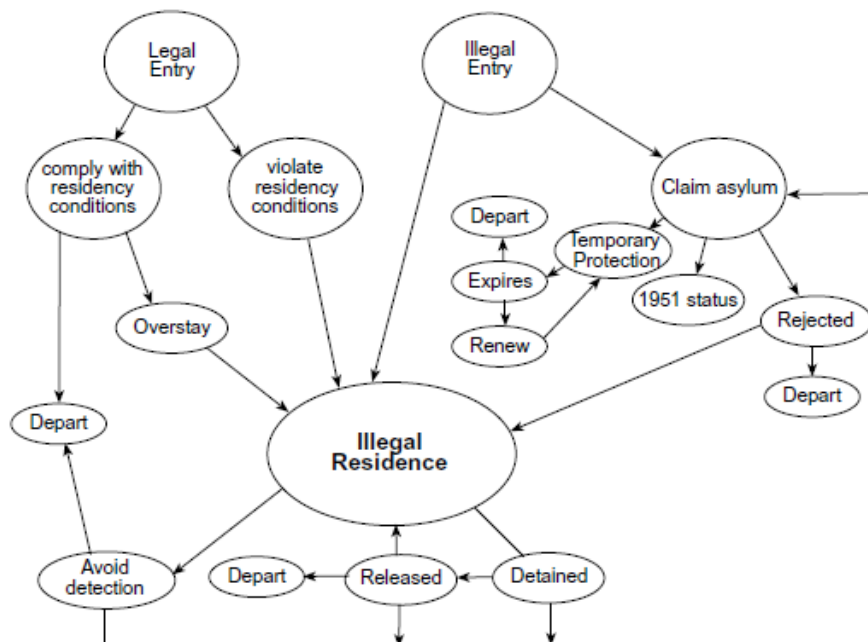 Legal
Entry
Illegal
Entry
comply with
residency
conditions
violate
residency
conditions
Claim asylum
Depart
Temporary
Protection
Expires
1951 status
Renew
Overstay
Rejected
Depart
Depart
Illegal
Residence
Avoid
detection
Depart
Released
Detained